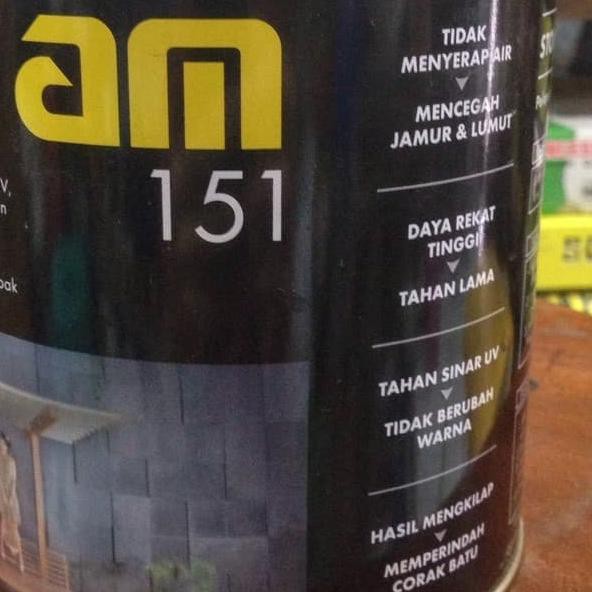 am
151
TIDAK
MENYERAP AIR
MENCEGAH
JAMUR & LUMUT
DAYA REKAT
TINGGI
TAHAN LAMA
TAHAN SINAR UV
TIDAK BERUBAH
WARNA
HASIL MENGKILAP
MEMPERINDAH
CORAK BATU